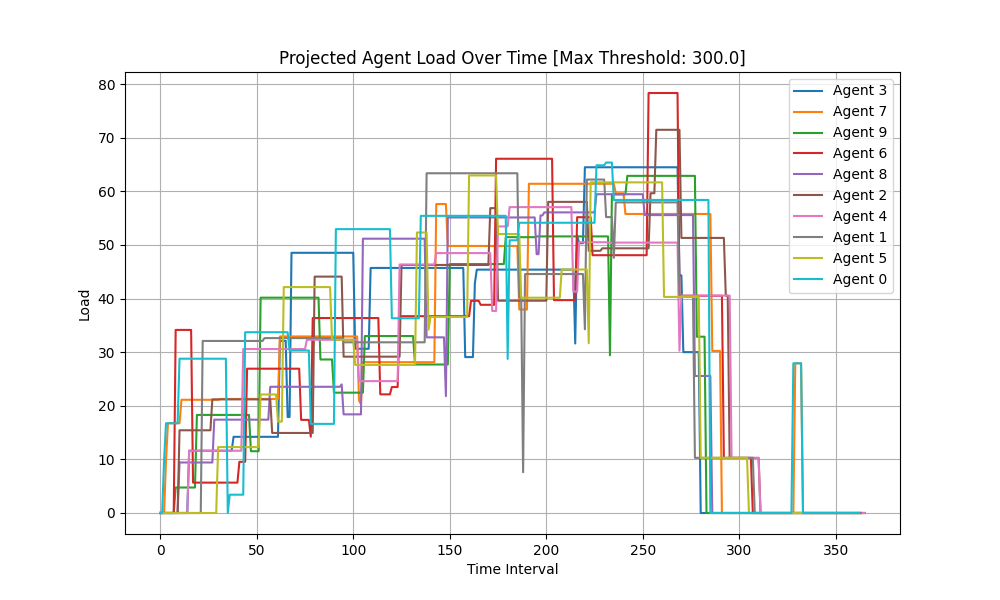 Projected Agent Load Over Time [Max Threshold: 300.0]
Load
80
70
60
50
40
30
20
10
0
0 50 100 150 200 250 300 350
Time Interval
Agent 3
Agent 7
Agent 9
Agent 6
Agent 8
Agent 2
Agent 4
Agent 1
Agent 5
Agent 0